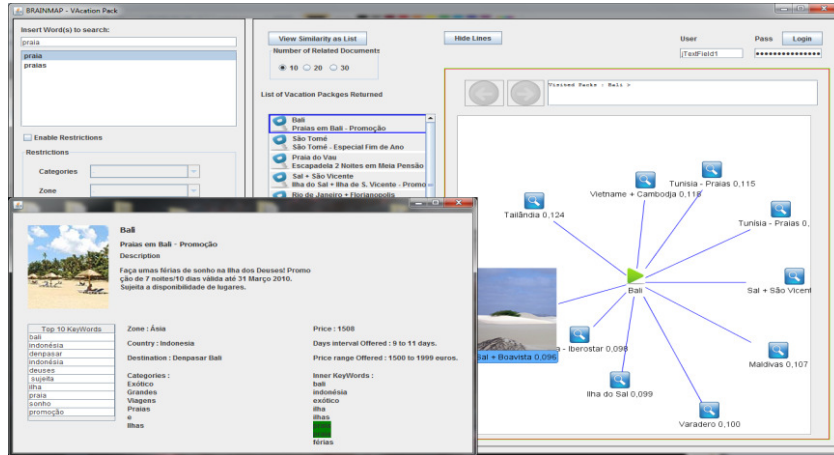 BRAINMAP - VAcation Pack
Insert Word(s) to search:
praia
praia
praias
Enable Restrictions
Restrictions
Categories
Zone
View Similarity as List
Number of Related Documents
10 20 30
List of Vacation Packges Returned
Bali
Praias em Bali - Promoção
São Tomé
São Tomé - Especial Fim de Ano
Praia do Vau
Escapadela 2 Noites em Meia Pensão
Sal + São Vicente
Ilha do Sal + Ilha de S. Vicente - Promo
Rio de Janeiro + Florianopolis
Hide Lines
User
Pass
Login
jTextField1
Visited Packs : Bali >
Tunisia - Praias 0,115
Vietname + Cambodja 0,116
Tailândia 0,124
Tunísia - Praias 0,
Bali
Sal + São Vicent
- Iberostar 0,098
Sal + Boavista 0,096
Maldivas 0,107
Ilha do Sal 0,099
Varadero 0,100
Bali
Praias em Bali - Promoção
Description
Faça umas férias de sonho na Ilha dos Deuses! Promo
ção de 7 noites/10 dias válida até 31 Março 2010.
Sujeita a disponibilidade de lugares.
Top 10 KeyWords
bali
indonésia
denpasar
indonésia
deuses
sujeita
ilha
praia
sonho
promoção
Zone : Ásia
Country : Indonesia
Destination : Denpasar Bali
Categories :
Exótico
Grandes
Viagens
Praias
e
Ilhas
Price : 1508
Days interval Offered : 9 to 11 days.
Price range Offered : 1500 to 1999 euros.
Inner KeyWords :
bali
indonésia
exótico
ilha
ilhas
férias